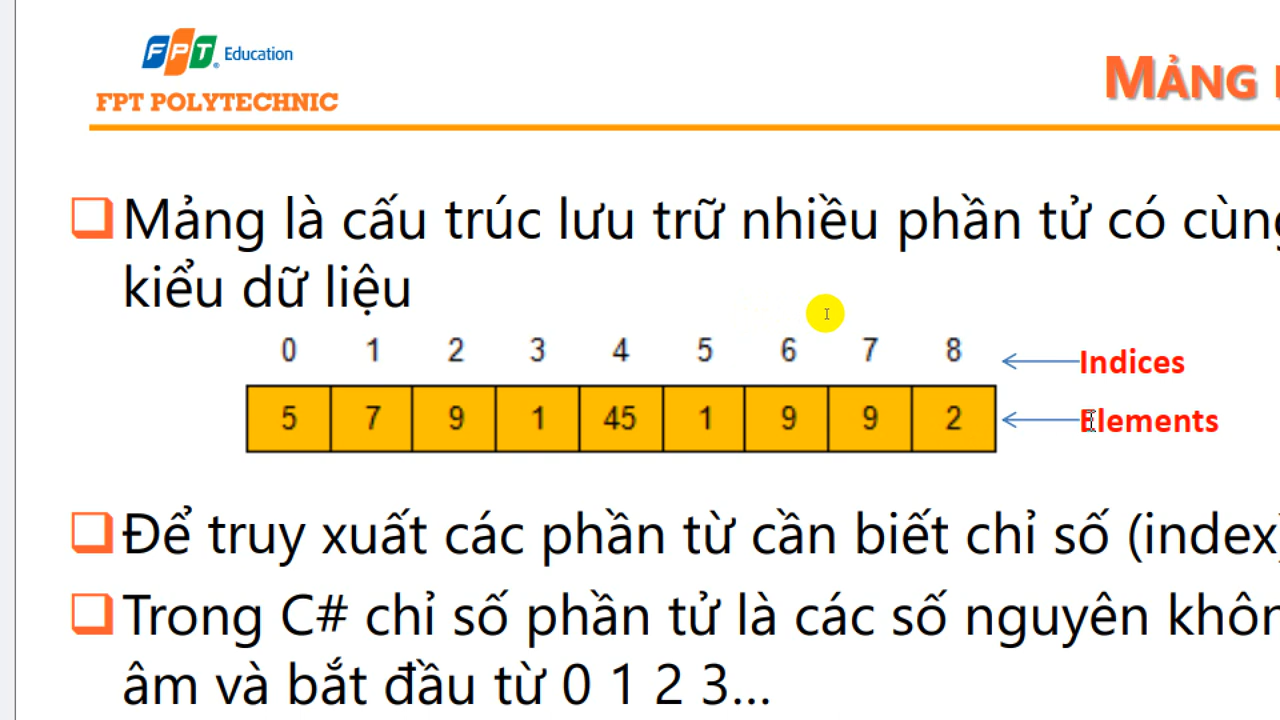 FPT Education
FPT POLYTECHNIC
MẢNG
Mảng là cấu trúc lưu trữ nhiều phần tử có cùng
kiểu dữ liệu
0 1 2 3 4 5 6 7 8
Indices
5 7 9 1 45 1 9 9 2
Elements
Để truy xuất các phần từ cần biết chỉ số (index)
Trong C# chỉ số phần tử là các số nguyên khôn
âm và bắt đầu từ 0 1 2 3...